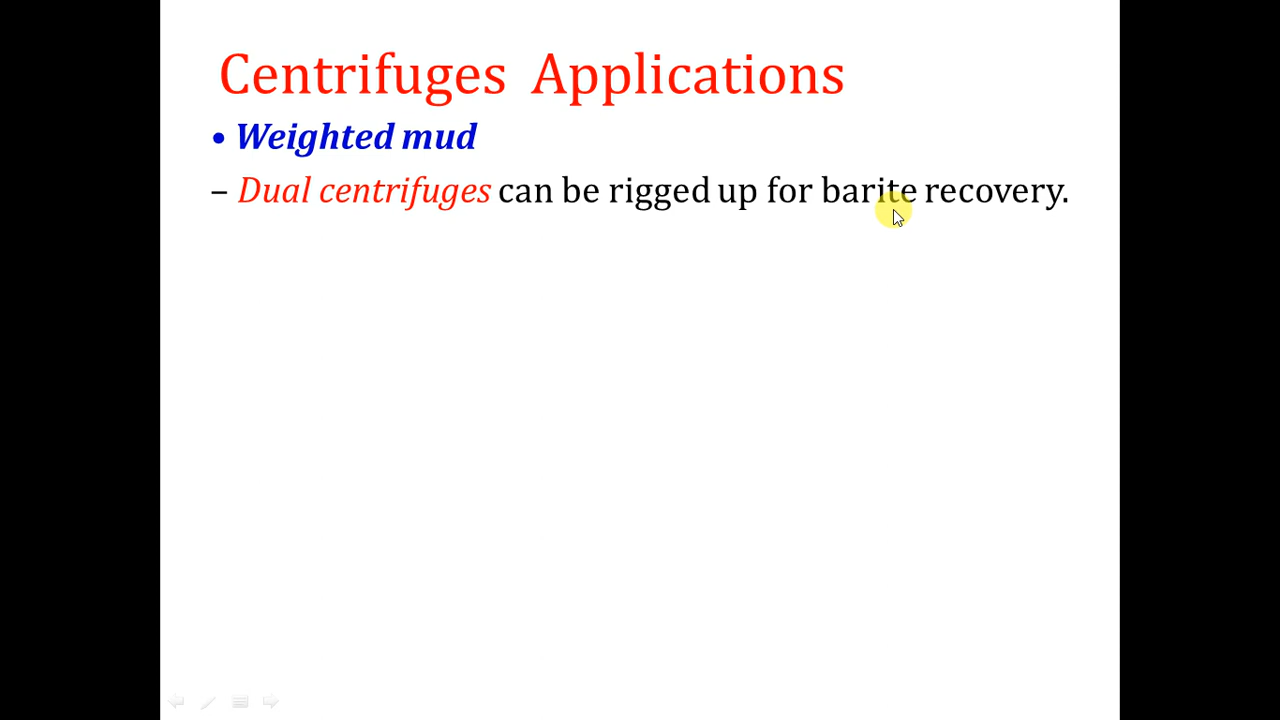 Centrifuges Applications
• Weighted mud
– Dual centrifuges can be rigged up for barite recovery.